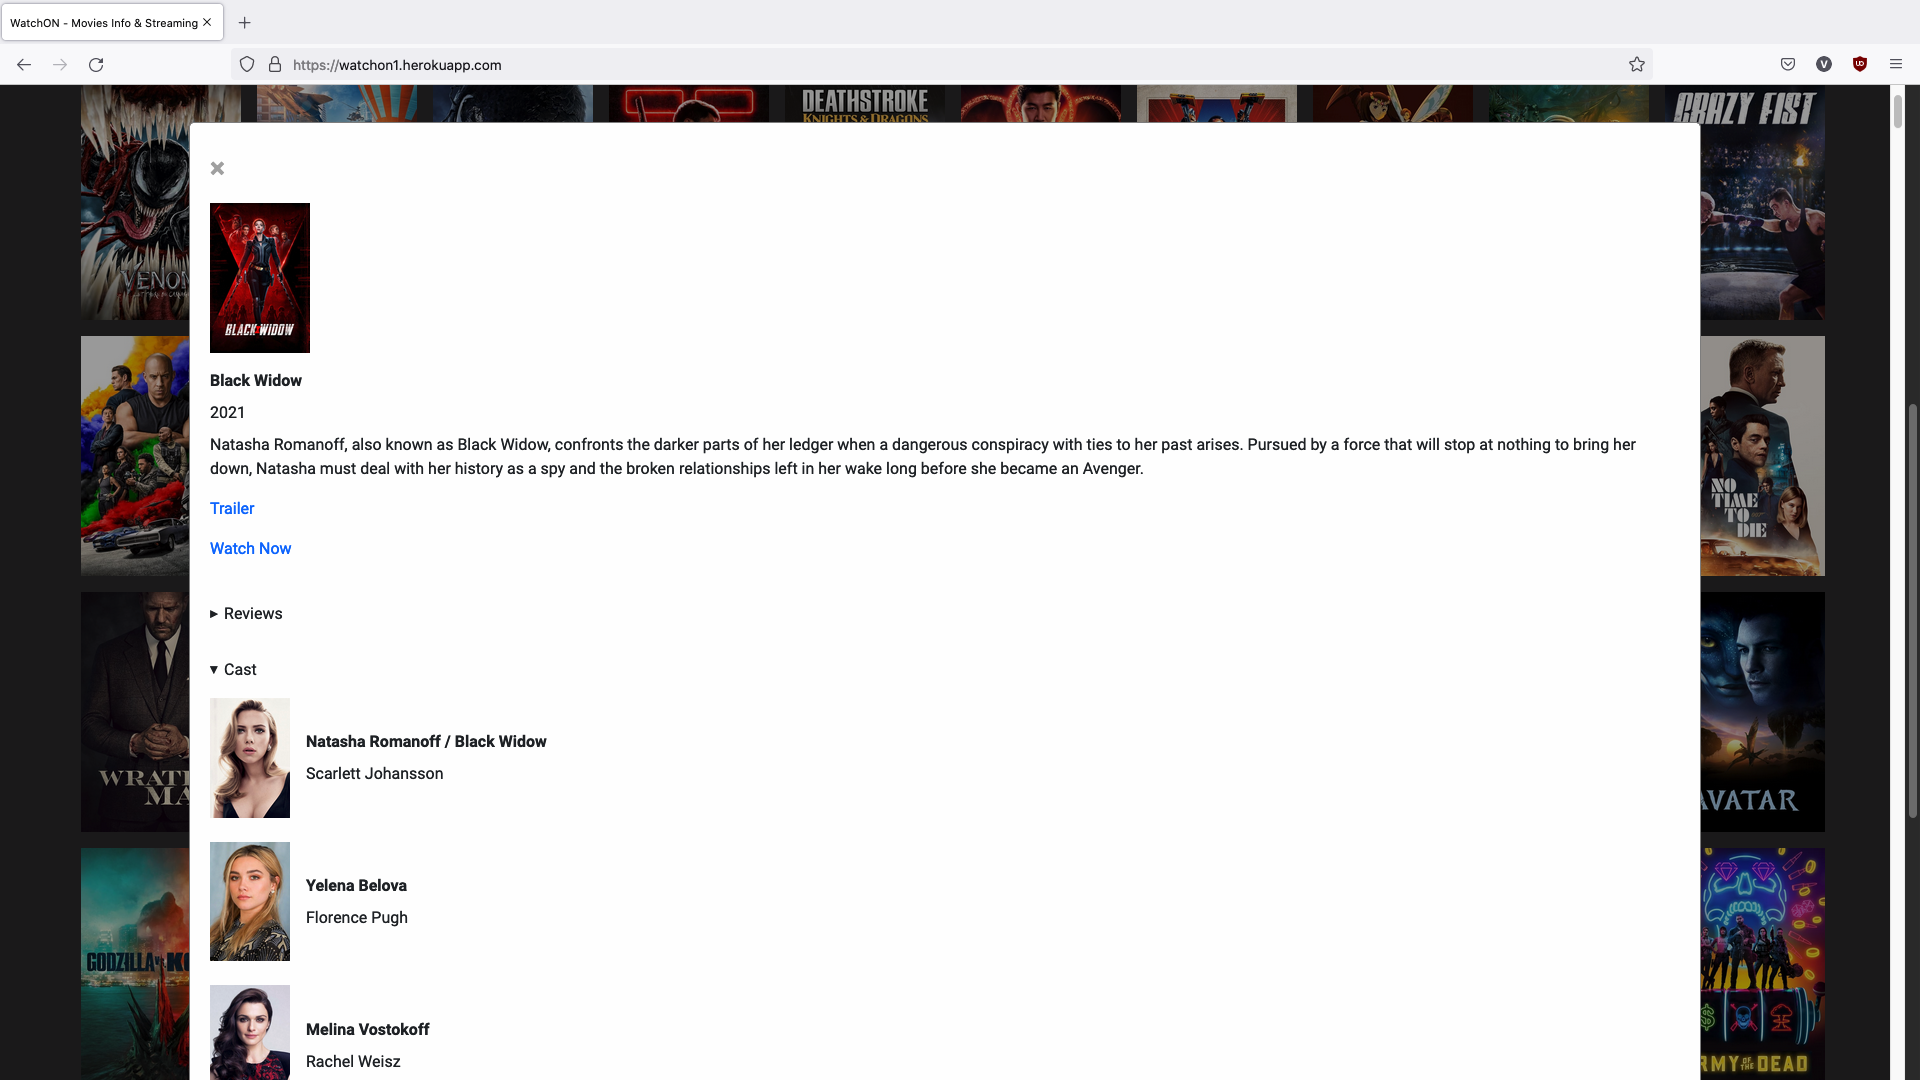 WatchON - Movies Info & Streaming
https://watchon1.herokuapp.com
DEATHSTROKE
KNIGHTS & DRAGONS
CRAZY FIST
VENOM
BLACK WIDOW
Black Widow
2021
Natasha Romanoff, also known as Black Widow, confronts the darker parts of her ledger when a dangerous conspiracy with ties to her past arises. Pursued by a force that will stop at nothing to bring her
down, Natasha must deal with her history as a spy and the broken relationships left in her wake long before she became an Avenger.
Trailer
Watch Now
NO
TIME
TO
DIE
▸ Reviews
▾ Cast
Natasha Romanoff / Black Widow
Scarlett Johansson
WRATH
MA
AVATAR
Yelena Belova
Florence Pugh
GODZILLA v. KO
Melina Vostokoff
Rachel Weisz
ARMY OF THE DEAD